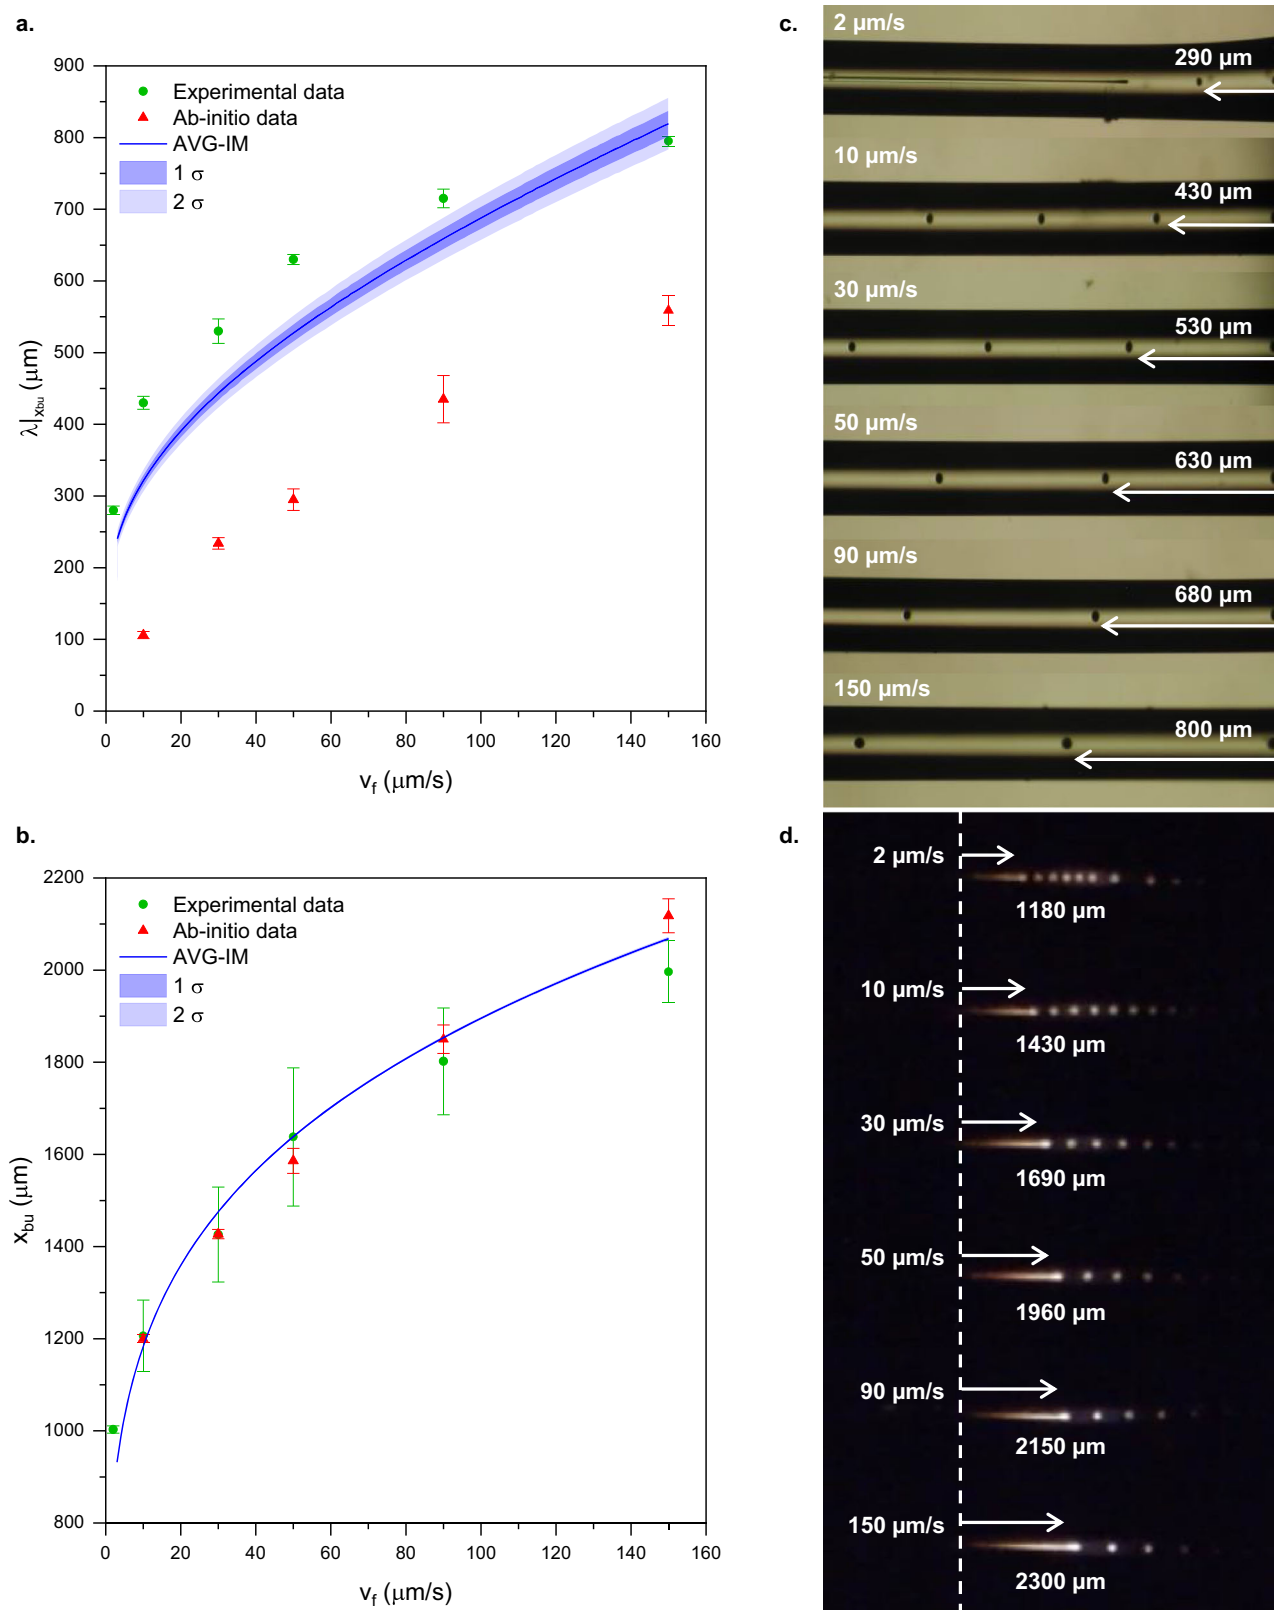 a.
900
800
700
600
500
400
300
200
100
0
λ|xbu (μm)
Experimental data
Ab-initio data
AVG-IM
1 σ
2 σ
0 20 40 60 80 100 120 140 160
vf (μm/s)
b.
2200
2000
1800
1600
1400
1200
1000
800
xbu (μm)
Experimental data
Ab-initio data
AVG-IM
1 σ
2 σ
0 20 40 60 80 100 120 140 160
vf (μm/s)
c.
2 μm/s
290 μm
10 μm/s
430 μm
30 μm/s
530 μm
50 μm/s
630 μm
90 μm/s
680 μm
150 μm/s
800 μm
d.
2 μm/s
1180 μm
10 μm/s
1430 μm
30 μm/s
1690 μm
50 μm/s
1960 μm
90 μm/s
2150 μm
150 μm/s
2300 μm